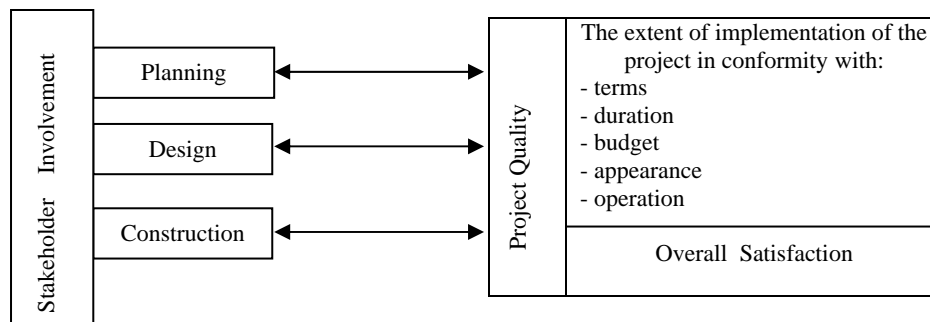 Stakeholder Involvement
Planning
Design
Construction
Project Quality
The extent of implementation of the
project in conformity with:
- terms
- duration
- budget
- appearance
- operation
Overall Satisfaction